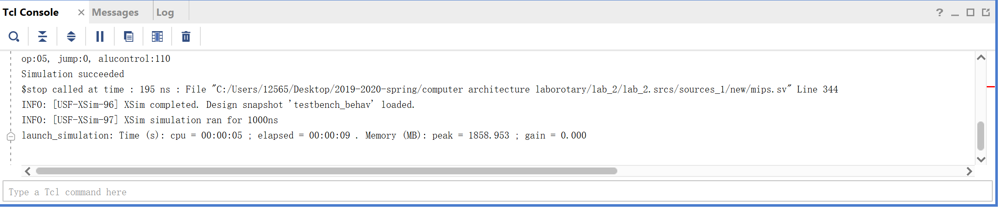 Tcl Console × Messages Log ?
op:05, jump:0, alucontrol:110
Simulation succeeded
$stop called at time : 195 ns : File "C:/Users/12565/Desktop/2019-2020-spring/computer architecture laborotary/lab_2/lab_2.srcs/sources_1/new/mips.sv" Line 344
INFO: [USF-XSim-96] XSim completed. Design snapshot 'testbench_behav' loaded.
INFO: [USF-XSim-97] XSim simulation ran for 1000ns
launch_simulation: Time (s): cpu = 00:00:05 ; elapsed = 00:00:09 . Memory (MB): peak = 1858.953 ; gain = 0.000
Type a Tcl command here